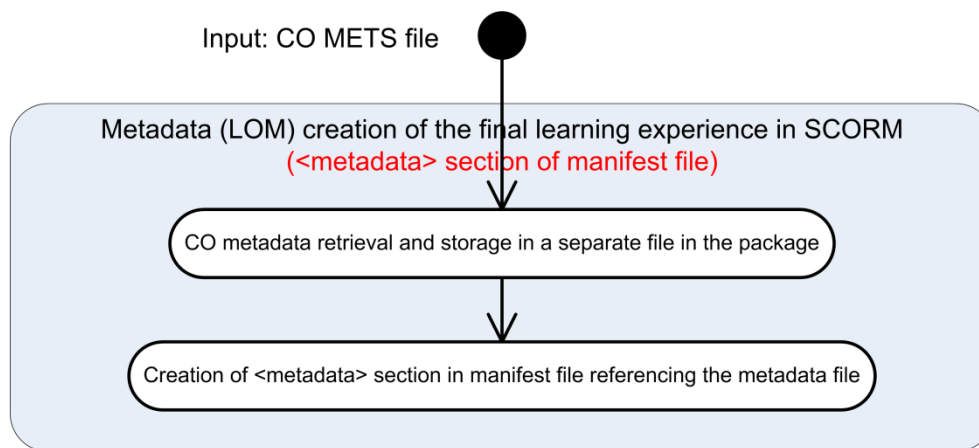 Input: CO METS file
Metadata (LOM) creation of the final learning experience in SCORM
(<metadata> section of manifest file)
CO metadata retrieval and storage in a separate file in the package
Creation of <metadata> section in manifest file referencing the metadata file